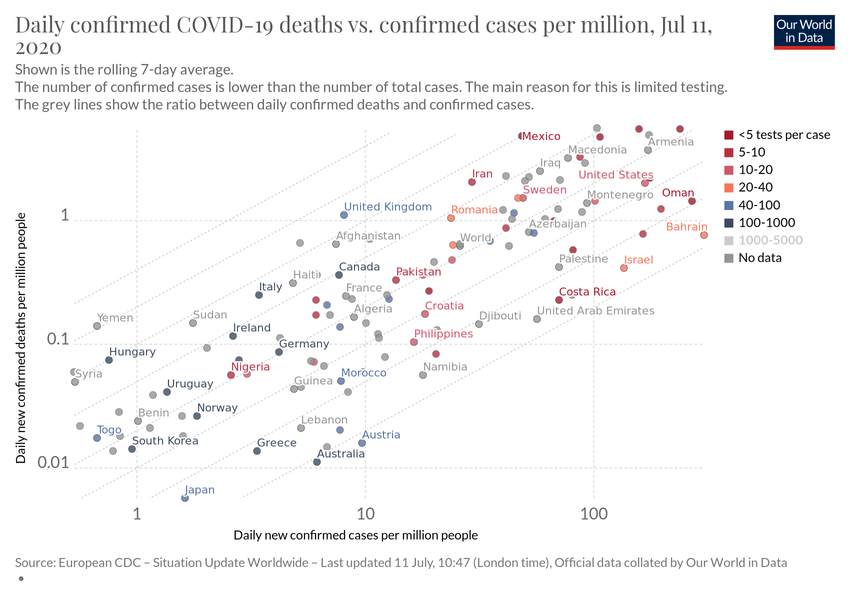 Daily confirmed COVID-19 deaths vs. confirmed cases per million, Jul 11,
2020
Our World
in Data
Shown is the rolling 7-day average.
The number of confirmed cases is lower than the number of total cases. The main reason for this is limited testing.
The grey lines show the ratio between daily confirmed deaths and confirmed cases.
<5 tests per case
5-10
10-20
20-40
40-100
100-1000
1000-5000
No data
Daily new confirmed deaths per million people
1
0.1
0.01
Mexico
Armenia
Macedonia
Iraq
Iran
United States
Sweden
Montenegro
Oman
United Kingdom
Romania
Azerbaijan
Bahrain
Afghanistan
World
Palestine
Israel
Haiti
Canada
Pakistan
Italy
France
Costa Rica
Croatia
Algeria
Djibouti
United Arab Emirates
Yemen
Sudan
Ireland
Philippines
Germany
Hungary
Nigeria
Namibia
Syria
Uruguay
Guinea
Morocco
Benin
Norway
Lebanon
Togo
South Korea
Greece
Austria
Australia
Japan
1
10
100
Daily new confirmed cases per million people
Source: European CDC – Situation Update Worldwide – Last updated 11 July, 10:47 (London time), Official data collated by Our World in Data